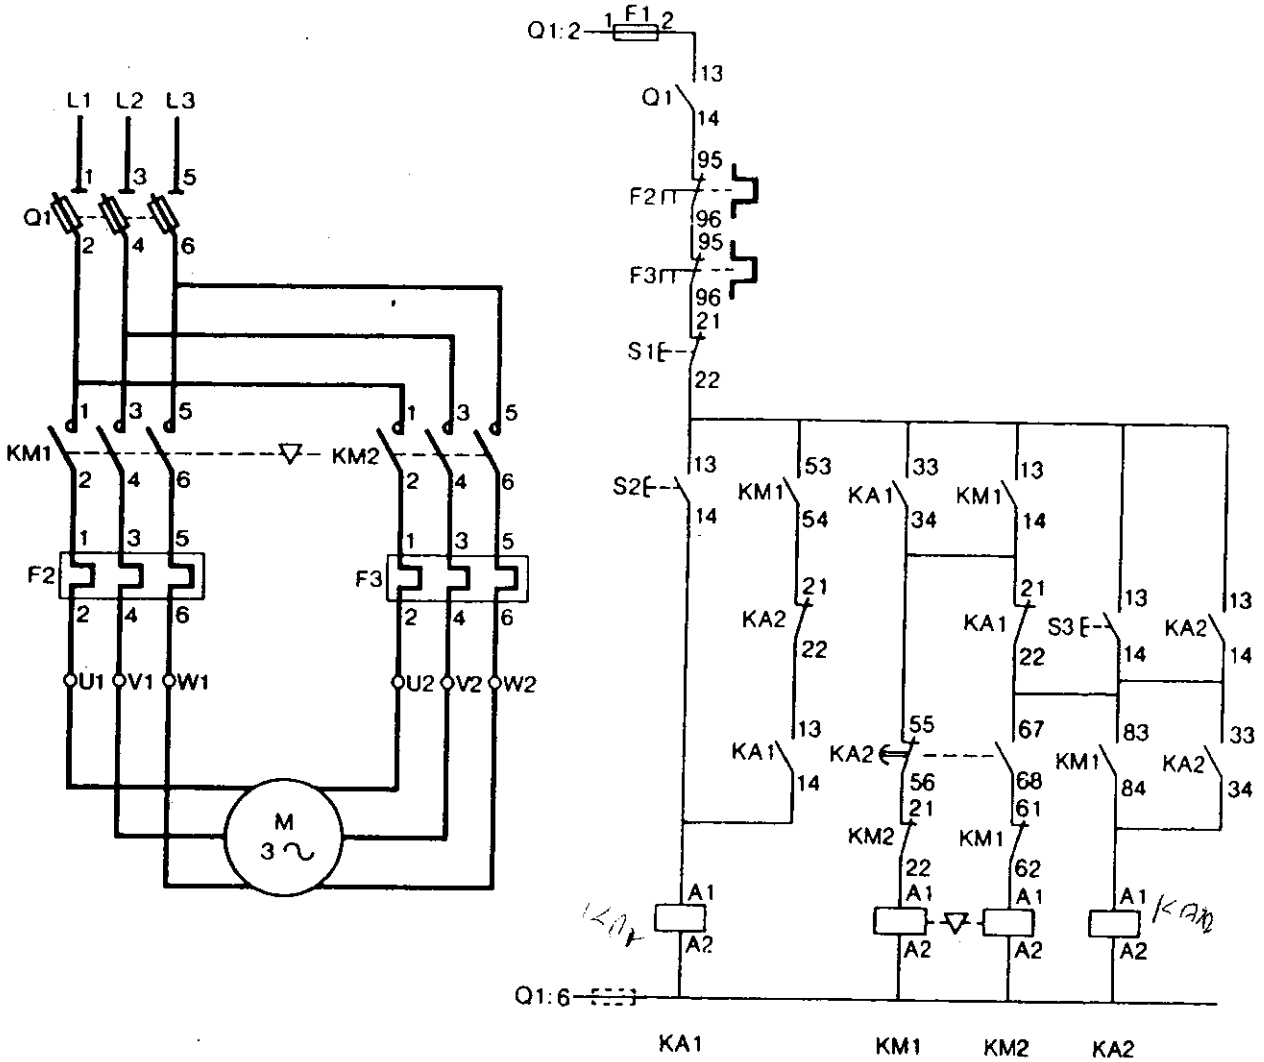 Q1:2 1 F1 2
13
Q1
14
L1 L2 L3
1 3 5
Q1
2 4 6
95
F2
96
95
F3
96
21
S1
22
1 3 5
KM1
2 4 6
1 3 5
KM2
2 4 6
1 3 5
F2
2 4 6
1 3 5
F3
2 4 6
U1 V1 W1
U2 V2 W2
M
3
13 53 33 13
S2 KM1 KA1 KM1
14 54 34 14
21 21 13 13
KA2 KA1 S3 KA2
22 22 14 14
13 55 67 83 33
KA1 KA2 KM1 KA2
14 56 68 84 34
21 61
KM2 KM1
22 62
A1 A1 A1 A1
A2 A2 A2 A2
Q1:6
KA1 KM1 KM2 KA2